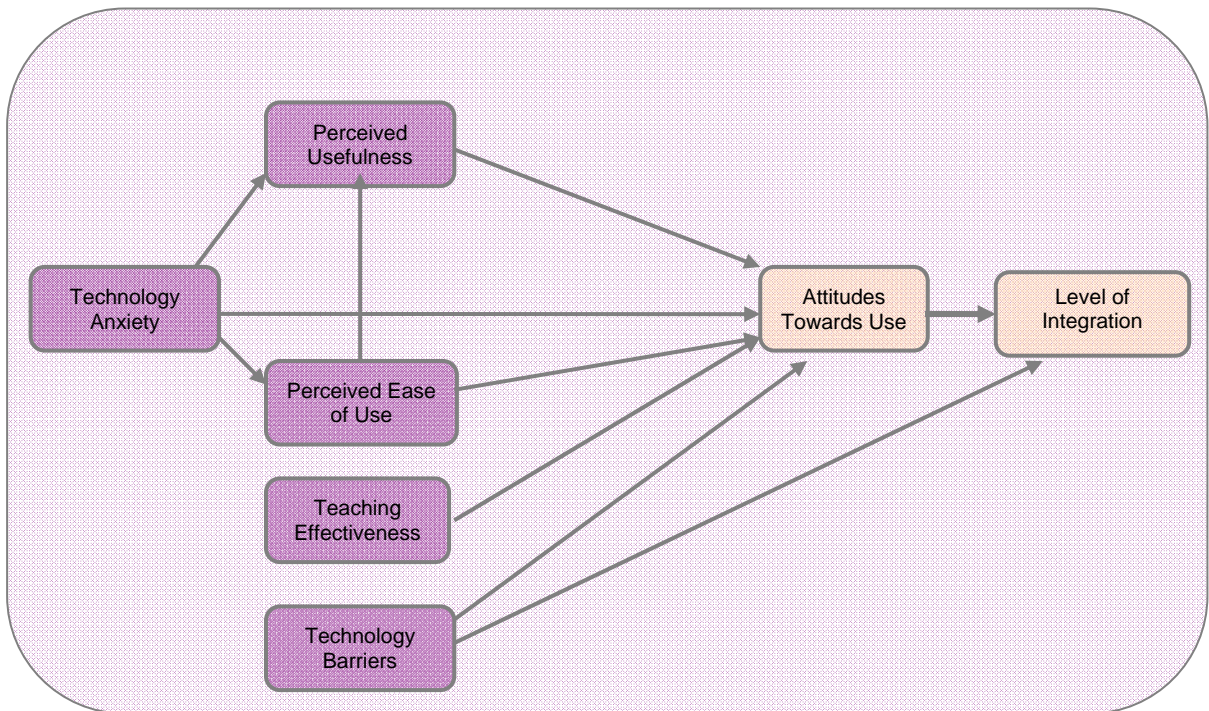 Perceived
Usefulness
Technology
Anxiety
Attitudes
Towards Use
Level of
Integration
Perceived Ease
of Use
Teaching
Effectiveness
Technology
Barriers